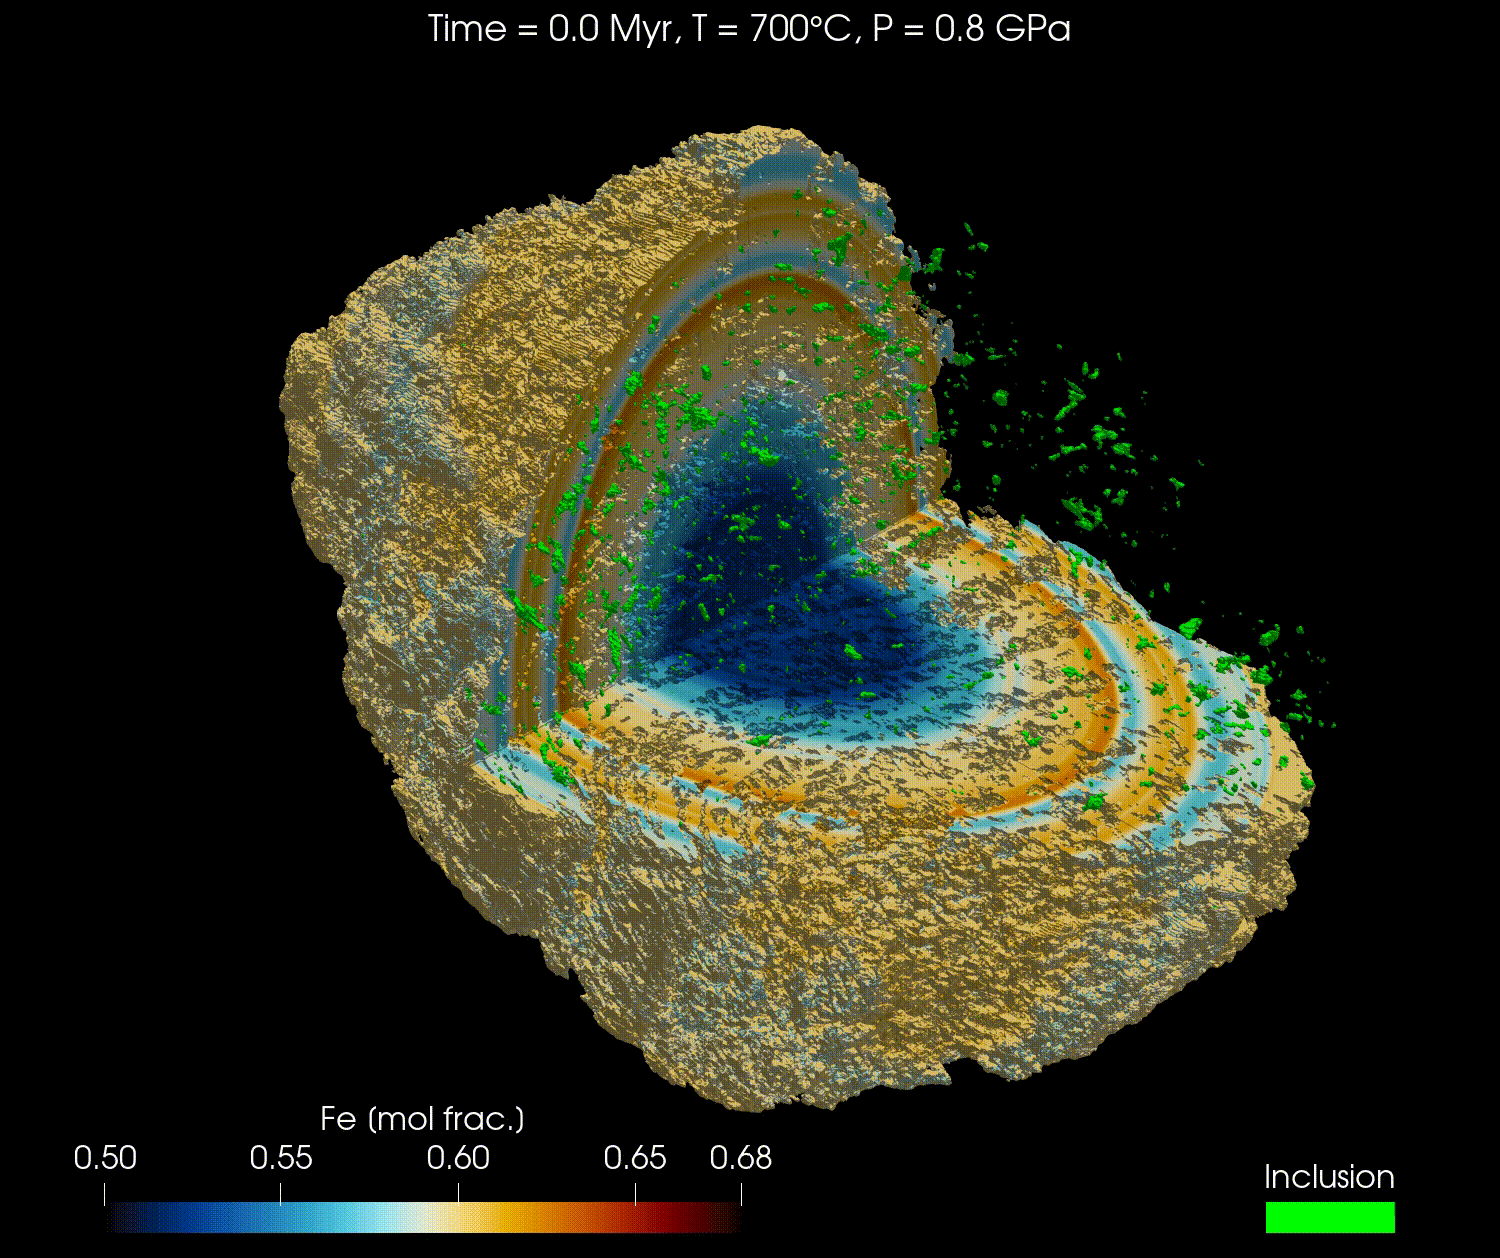 Time = 0.0 Myr, T = 700°C, P = 0.8 GPa
Fe (mol frac.)
0.50 0.55 0.60 0.65 0.68
Inclusion